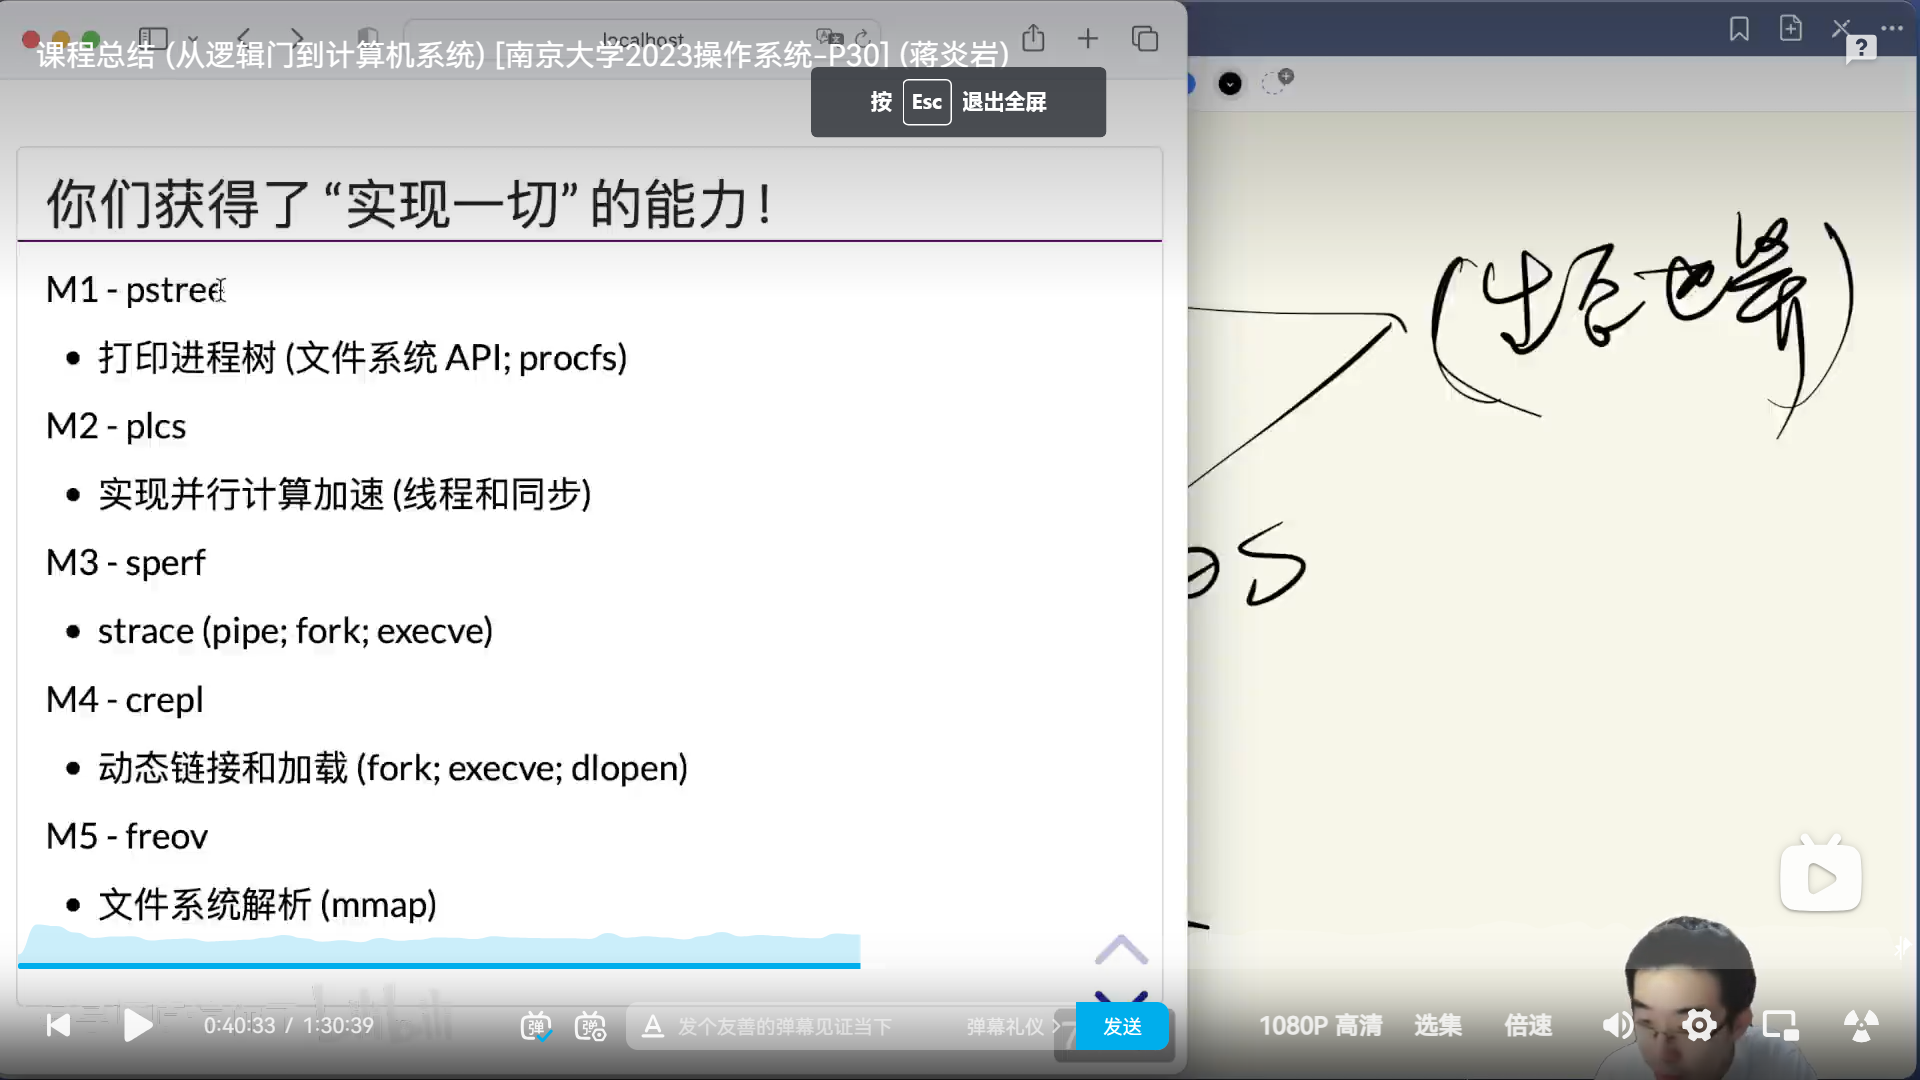 localhost
课程总结 (从逻辑门到计算机系统) [南京大学2023操作系统-P30] (蒋炎岩)
按 Esc 退出全屏
你们获得了 “实现一切” 的能力！
M1 - pstree
打印进程树 (文件系统 API; procfs)
M2 - plcs
实现并行计算加速 (线程和同步)
M3 - sperf
strace (pipe; fork; execve)
M4 - crepl
动态链接和加载 (fork; execve; dlopen)
M5 - freov
文件系统解析 (mmap)
OS
0:40:33 / 1:30:39
弹
弹
A 发个友善的弹幕见证当下
弹幕礼仪
发送
1080P 高清
选集
倍速